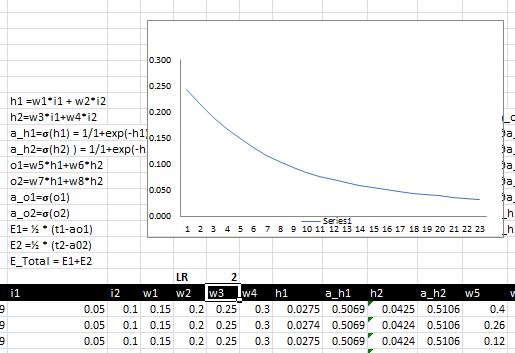 0.300
0.250
0.200
0.150
0.100
0.050
0.000
1 2 3 4 5 6 7 8 9 10 11 12 13 14 15 16 17 18 19 20 21 22 23
Series1
h1 =w1*i1 + w2*i2
h2=w3*i1+w4*i2
a_h1=σ(h1) = 1/1+exp(-h1)
a_h2=σ(h2) ) = 1/1+exp(-h
o1=w5*h1+w6*h2
o2=w7*h1+w8*h2
a_o1=σ(o1)
a_o2=σ(o2)
E1= ½ * (t1-ao1)
E2 =½ * (t2-a02)
E_Total = E1+E2
LR 2
i1 i2 w1 w2 w3 w4 h1 a_h1 h2 a_h2 w5
9 0.05 0.1 0.15 0.2 0.25 0.3 0.0275 0.5069 0.0425 0.5106 0.4
9 0.05 0.1 0.15 0.2 0.25 0.3 0.0274 0.5069 0.0424 0.5106 0.26
9 0.05 0.1 0.15 0.2 0.25 0.3 0.0275 0.5069 0.0424 0.5106 0.12